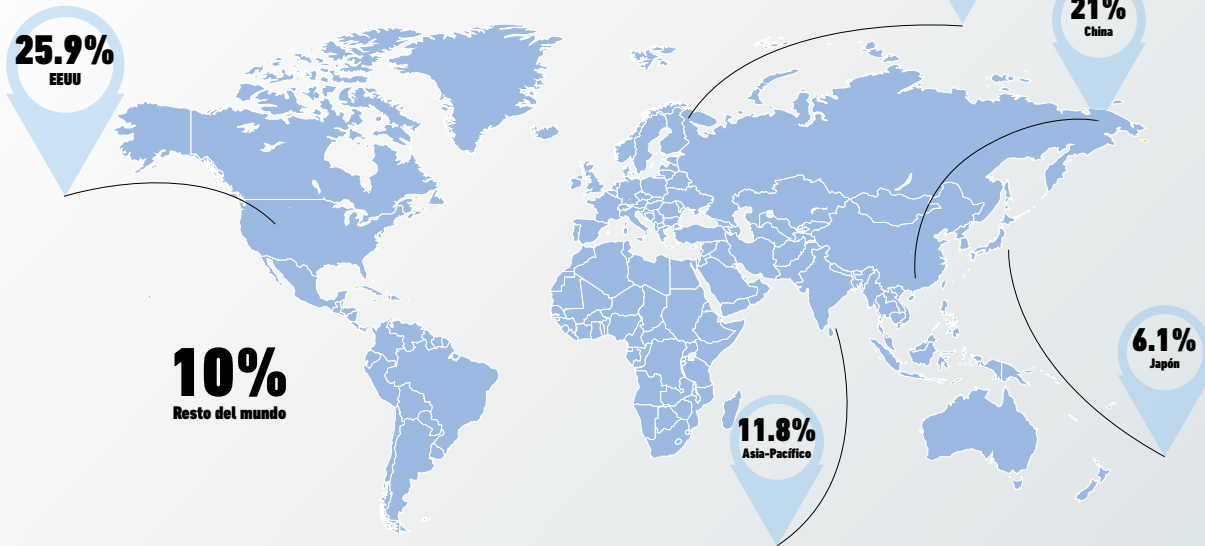 21%
China
25.9%
EEUU
6.1%
Japón
10%
Resto del mundo
11.8%
Asia-Pacífico